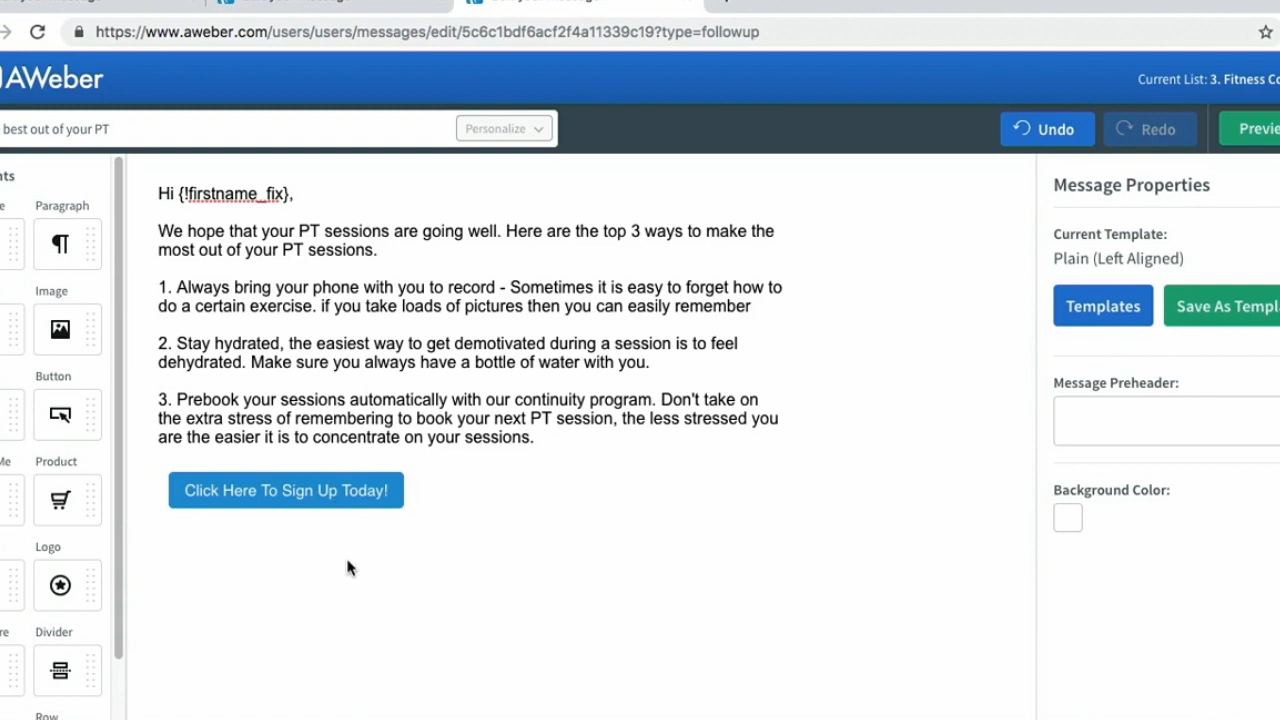 https://www.aweber.com/users/users/messages/edit/5c6c1bdf6acf2f4a11339c19?type=followup
AWeber
Current List: 3. Fitness Co
best out of your PT
Personalize
Undo
Redo
Previe
nts
Paragraph
Image
Button
Me
Product
Logo
re
Divider
Row
Hi {!firstname_fix},
We hope that your PT sessions are going well. Here are the top 3 ways to make the
most out of your PT sessions.
1. Always bring your phone with you to record - Sometimes it is easy to forget how to
do a certain exercise. if you take loads of pictures then you can easily remember
2. Stay hydrated, the easiest way to get demotivated during a session is to feel
dehydrated. Make sure you always have a bottle of water with you.
3. Prebook your sessions automatically with our continuity program. Don't take on
the extra stress of remembering to book your next PT session, the less stressed you
are the easier it is to concentrate on your sessions.
Click Here To Sign Up Today!
Message Properties
Current Template:
Plain (Left Aligned)
Templates
Save As Templ
Message Preheader:
Background Color: